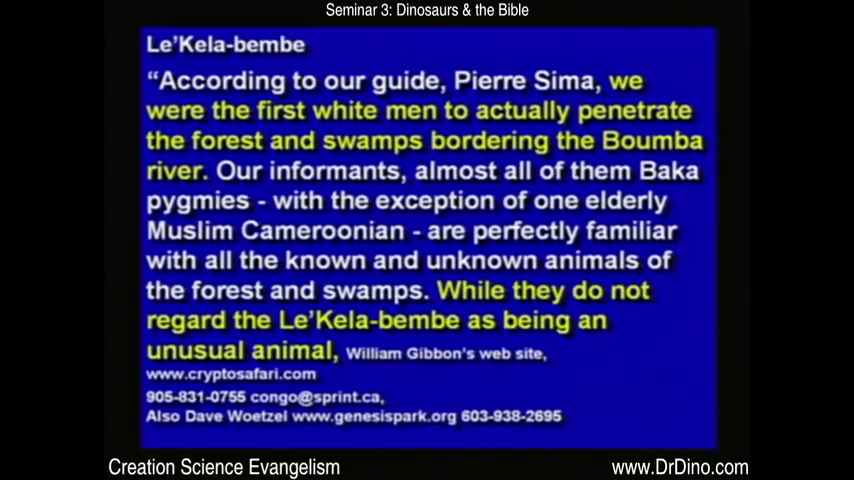 Seminar 3: Dinosaurs & the Bible
Le'Kela-bembe
“According to our guide, Pierre Sima, we
were the first white men to actually penetrate
the forest and swamps bordering the Boumba
river. Our informants, almost all of them Baka
pygmies - with the exception of one elderly
Muslim Cameroonian - are perfectly familiar
with all the known and unknown animals of
the forest and swamps. While they do not
regard the Le'Kela-bembe as being an
unusual animal, William Gibbon's web site,
www.cryptosafari.com
905-831-0755 congo@sprint.ca,
Also Dave Woetzel www.genesispark.org 603-938-2695
Creation Science Evangelism
www.DrDino.com